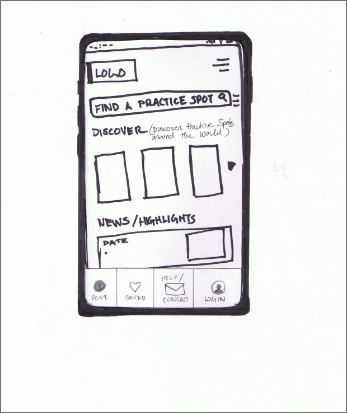 LOGO
FIND A PRACTICE SPOT
DISCOVER (Discover Practice Spots
around the World)
NEWS/HIGHLIGHTS
DATE
POST
SAVED
HELP/
CONTACT
LOGIN